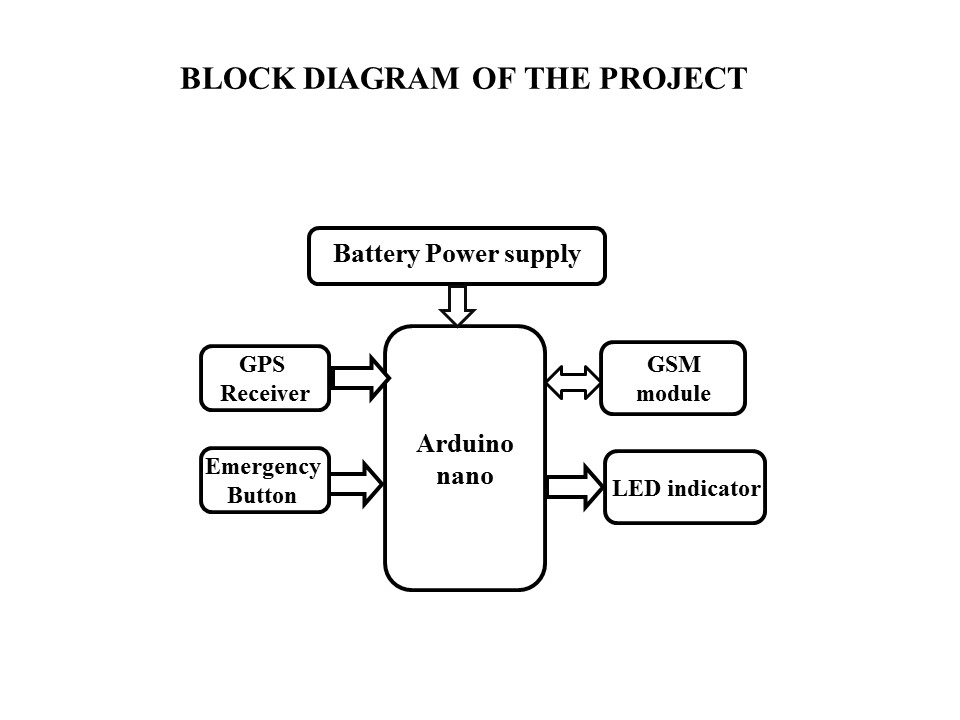 BLOCK DIAGRAM OF THE PROJECT
Battery Power supply
GPS
Receiver
GSM
module
Arduino
nano
Emergency
Button
LED indicator